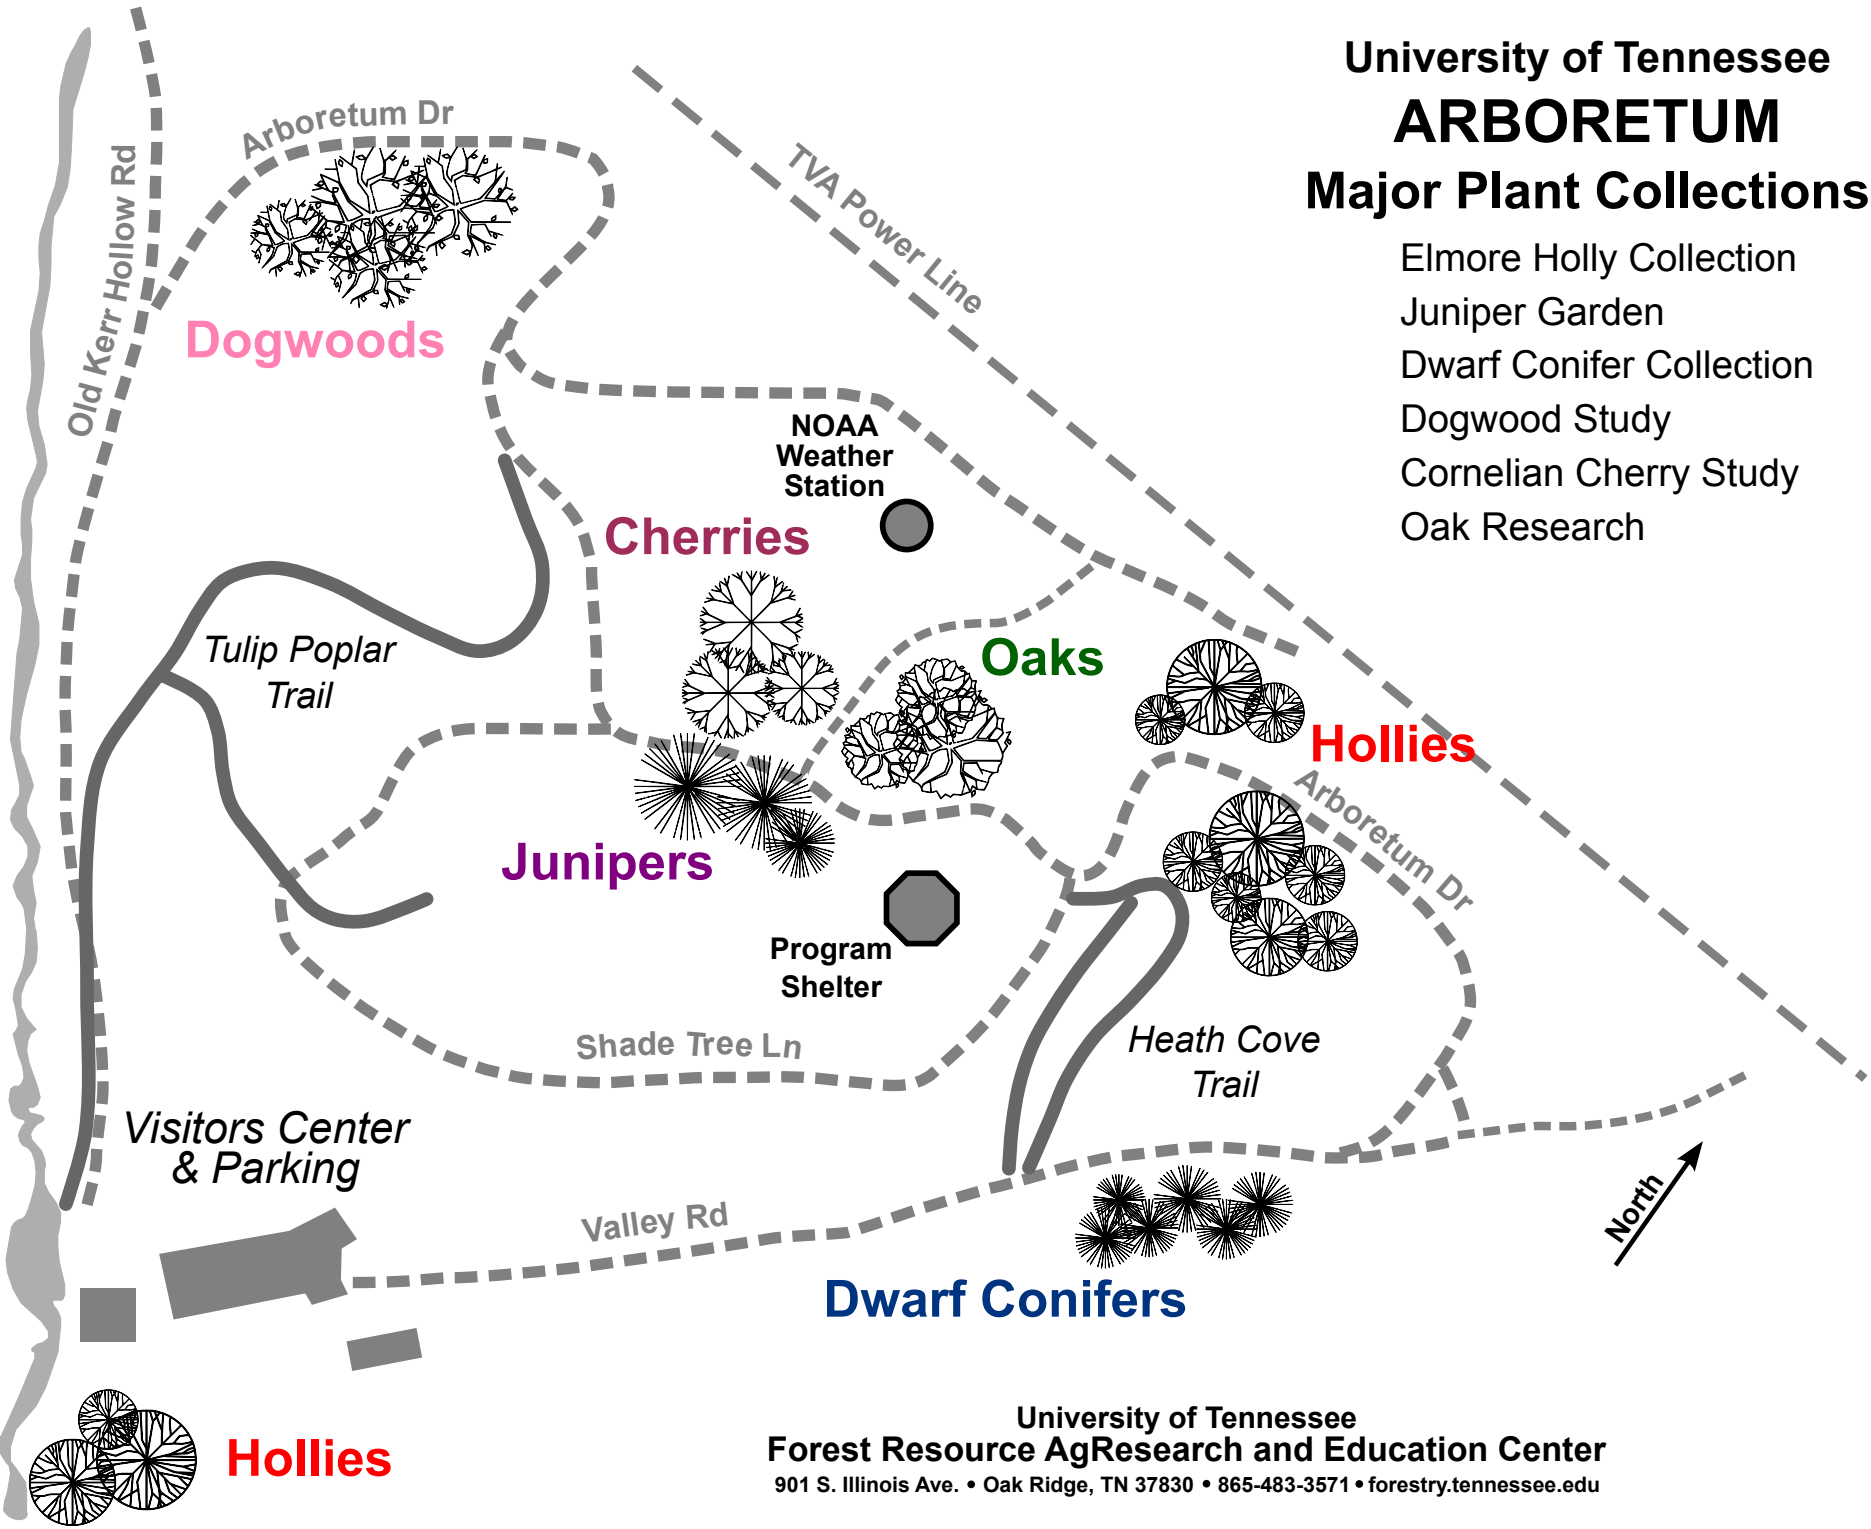 University of Tennessee
ARBORETUM
Major Plant Collections
Elmore Holly Collection
Juniper Garden
Dwarf Conifer Collection
Dogwood Study
Cornelian Cherry Study
Oak Research
Arboretum Dr
Old Kerr Hollow Rd
TVA Power Line
Dogwoods
NOAA
Weather
Station
Cherries
Tulip Poplar
Trail
Oaks
Hollies
Arboretum Dr
Junipers
Program
Shelter
Shade Tree Ln
Heath Cove
Trail
Visitors Center
& Parking
North
Valley Rd
Dwarf Conifers
Hollies
University of Tennessee
Forest Resource AgResearch and Education Center
901 S. Illinois Ave. • Oak Ridge, TN 37830 • 865-483-3571 • forestry.tennessee.edu